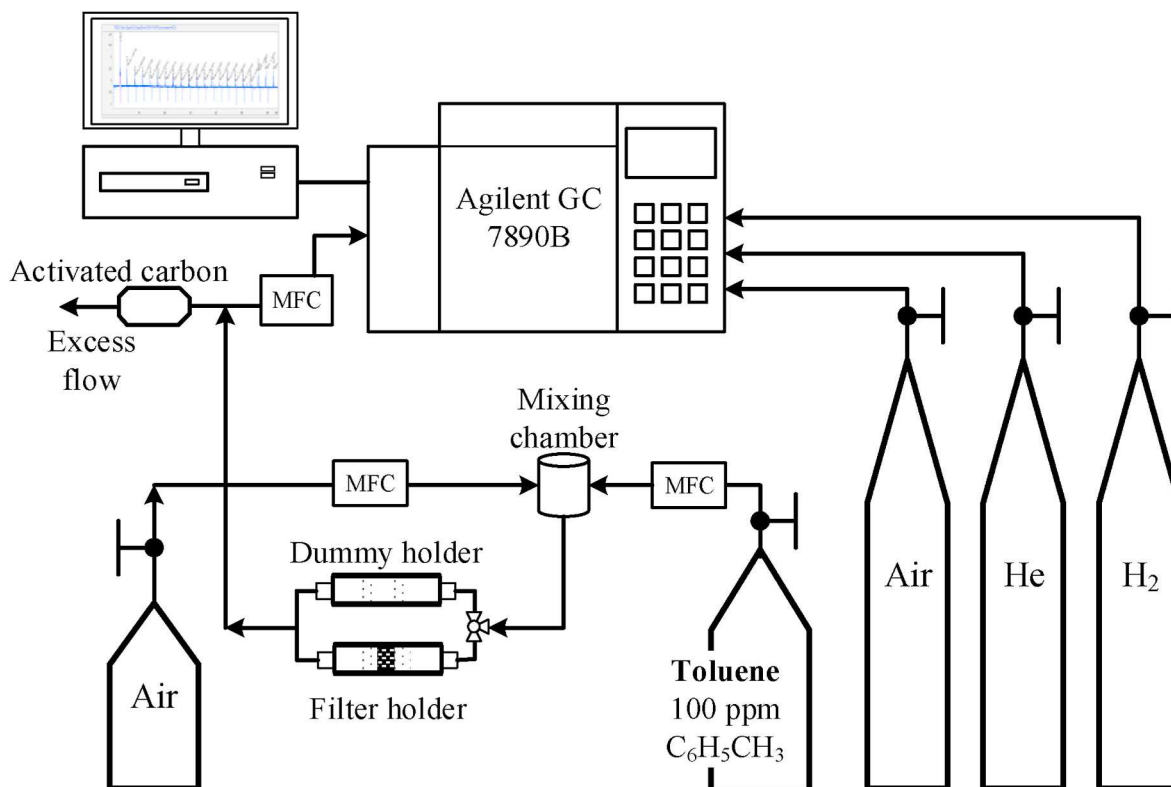 Agilent GC
7890B
Activated carbon
MFC
Excess
flow
Mixing
chamber
MFC
MFC
Dummy holder
Air
He
H₂
Air
Filter holder
Toluene
100 ppm
C₆H₅CH₃